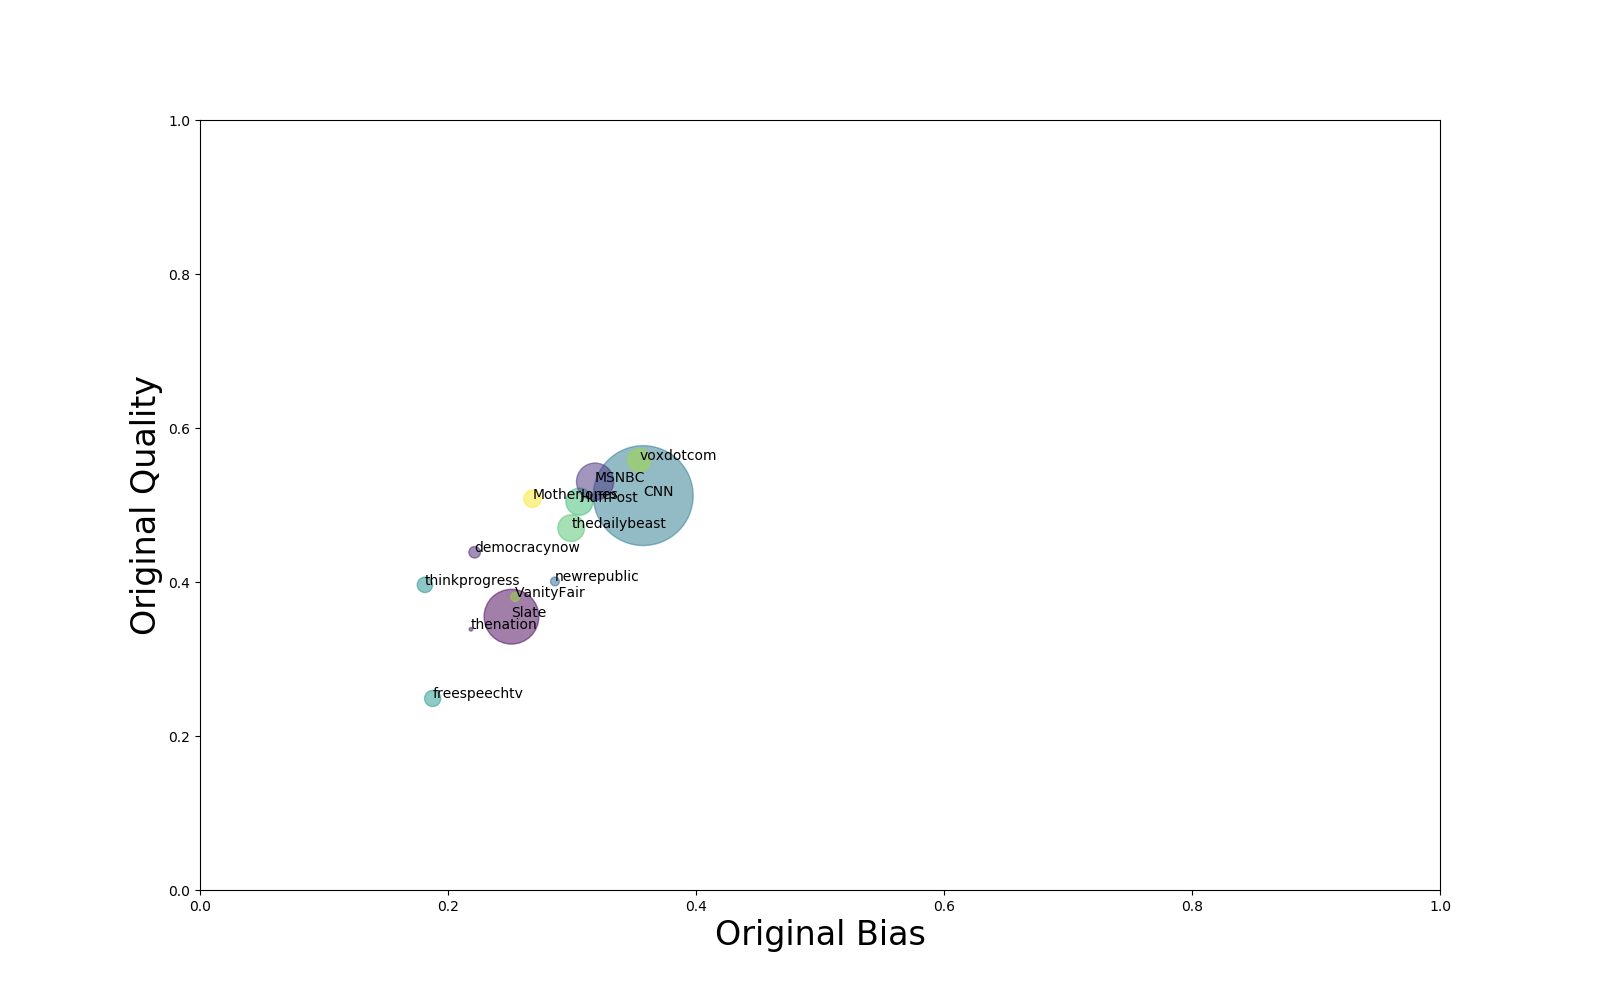 1.0
0.8
0.6
0.4
0.2
0.0
Original Quality
voxdotcom
MSNBC
CNN
MotherJones
HuffPost
thedailybeast
democracynow
newrepublic
thinkprogress
VanityFair
Slate
thenation
freespeechtv
0.0 0.2 0.4 0.6 0.8 1.0
Original Bias